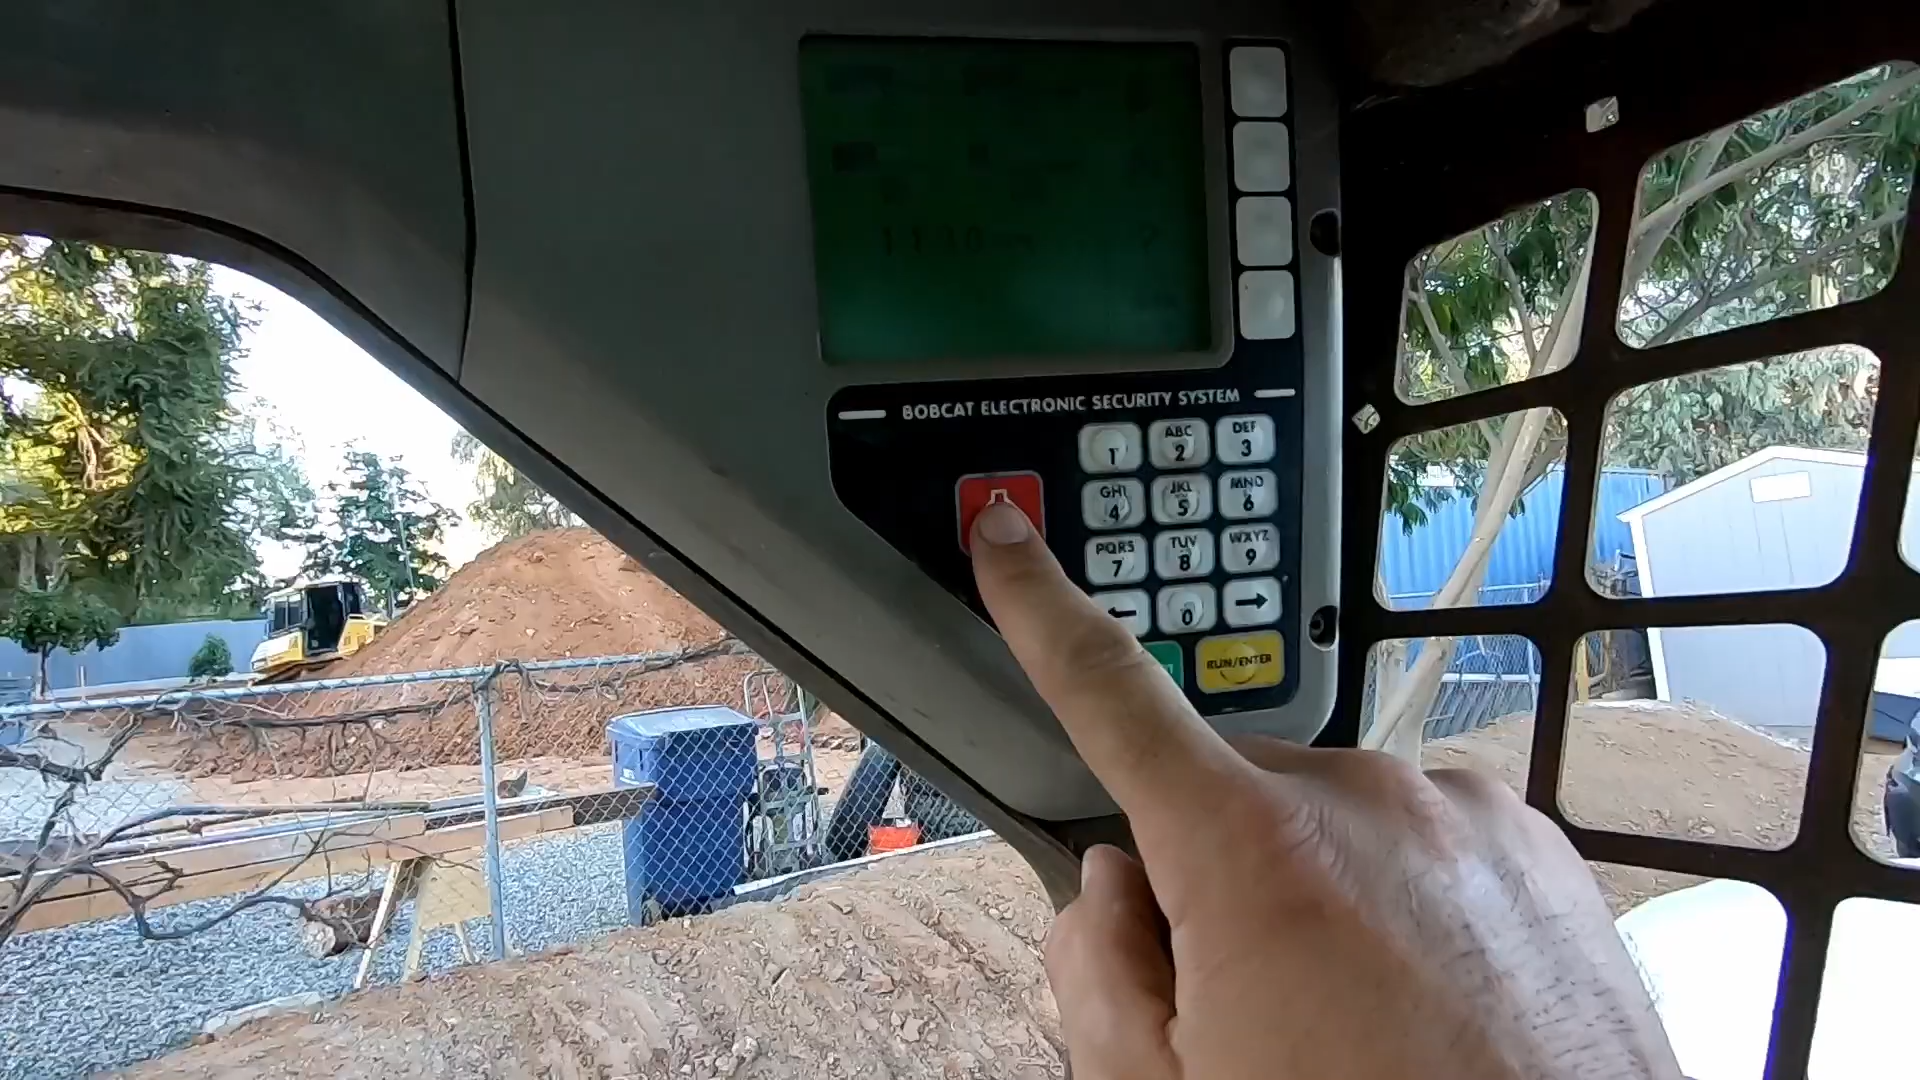 BOBCAT ELECTRONIC SECURITY SYSTEM
1 ABC 2 DEF 3
GHI 4 JKL 5 MNO 6
PQRS 7 TUV 8 WXYZ 9
← 0 →
RUN/ENTER